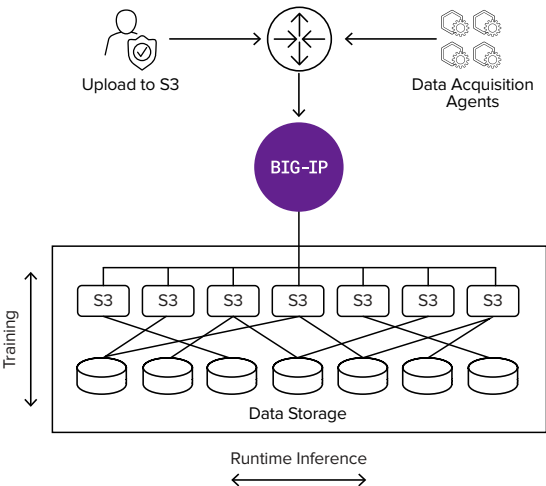 Upload to S3
Data Acquisition
Agents
BIG-IP
S3 S3 S3 S3 S3 S3 S3
Training
Data Storage
Runtime Inference